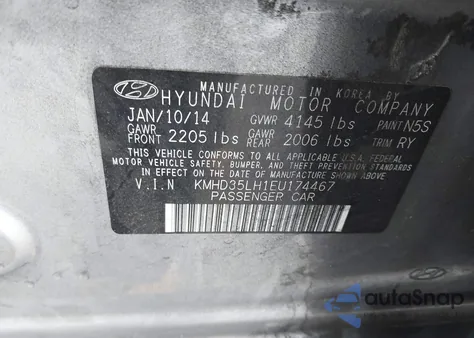 MANUFACTURED IN KOREA BY
HYUNDAI MOTOR COMPANY
JAN/10/14 GVWR 4145 lbs PAINT N5S
GAWR FRONT 2205 lbs GAWR REAR 2006 lbs TRIM RY
THIS VEHICLE CONFORMS TO ALL APPLICABLE FEDERAL
MOTOR VEHICLE SAFETY, BUMPER, AND THEFT
PREVENTION STANDARDS IN EFFECT ON THE DATE OF
MANUFACTURE SHOWN ABOVE.
V.I.N KMHD35LH1EU174467
PASSENGER CAR
autoSnap